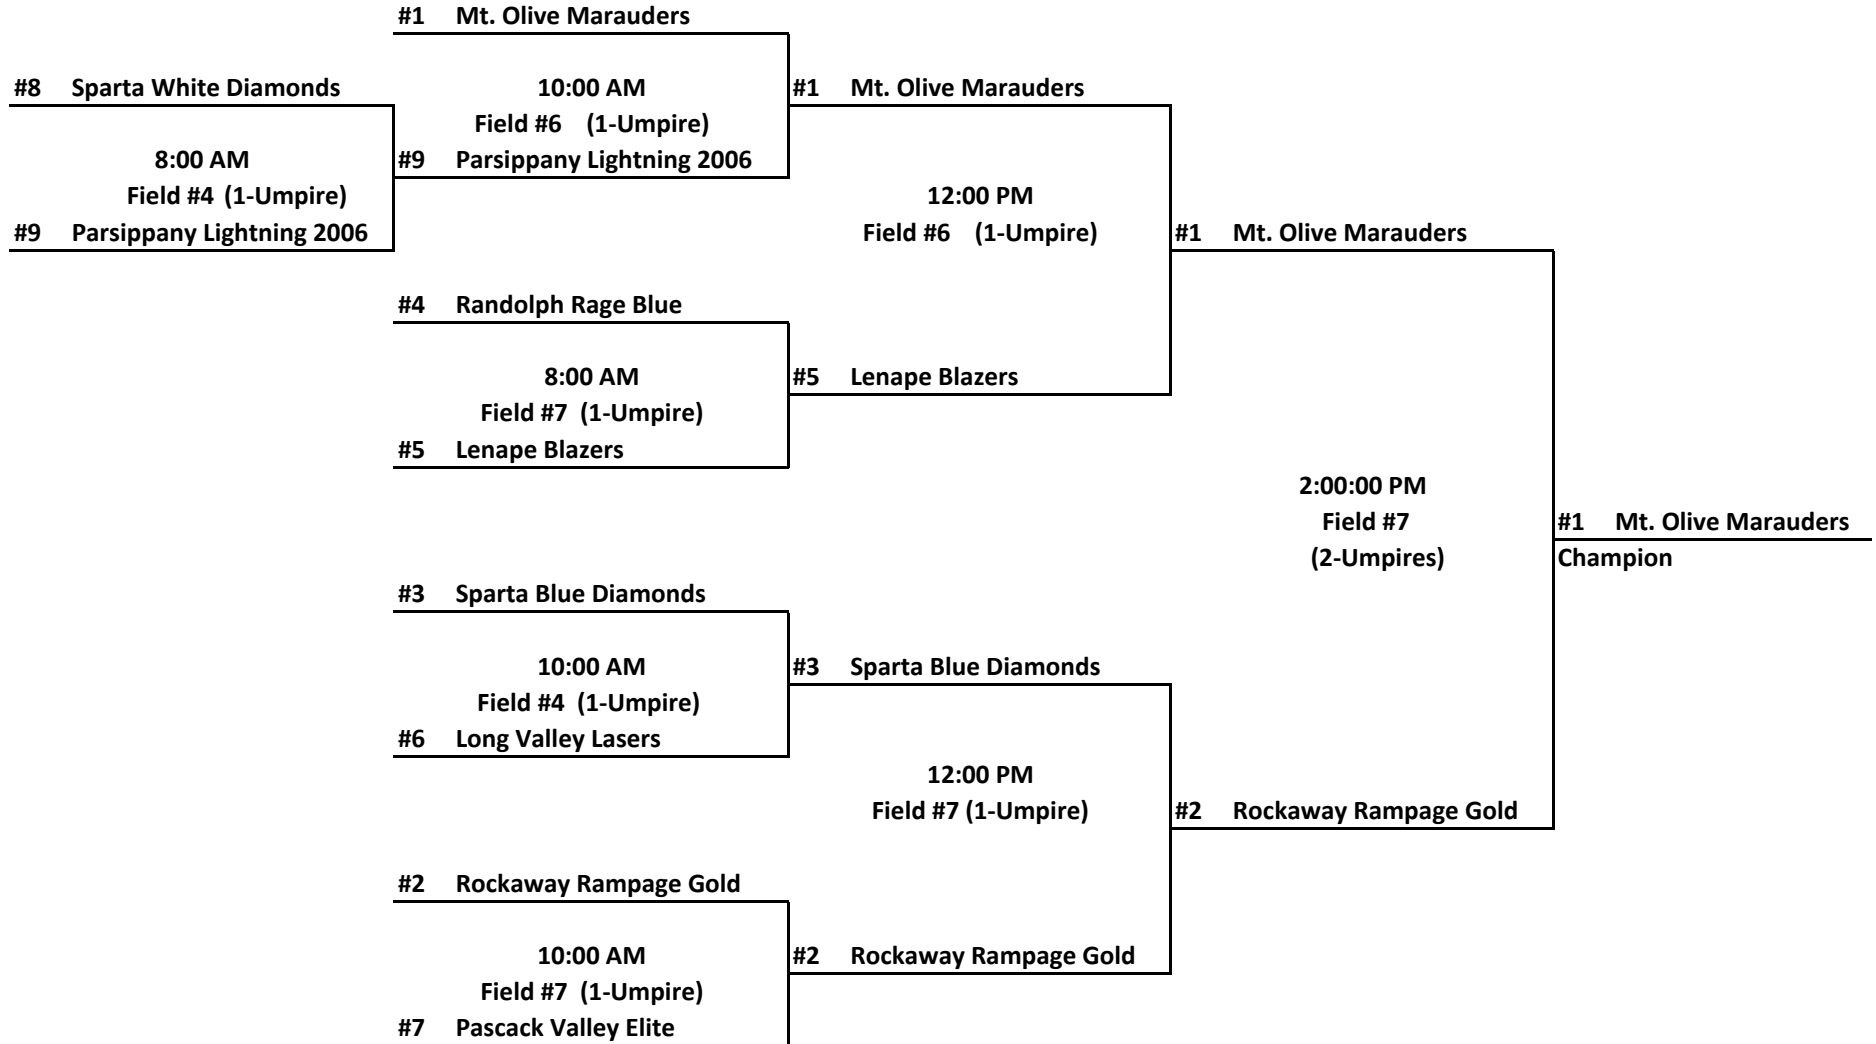 #1 Mt. Olive Marauders
#8 Sparta White Diamonds
10:00 AM
#1 Mt. Olive Marauders
Field #6 (1-Umpire)
8:00 AM
#9 Parsippany Lightning 2006
Field #4 (1-Umpire)
12:00 PM
#9 Parsippany Lightning 2006
Field #6 (1-Umpire)
#1 Mt. Olive Marauders
#4 Randolph Rage Blue
8:00 AM
#5 Lenape Blazers
Field #7 (1-Umpire)
#5 Lenape Blazers
2:00:00 PM
Field #7
#1 Mt. Olive Marauders
(2-Umpires)
Champion
#3 Sparta Blue Diamonds
10:00 AM
#3 Sparta Blue Diamonds
Field #4 (1-Umpire)
#6 Long Valley Lasers
12:00 PM
Field #7 (1-Umpire)
#2 Rockaway Rampage Gold
#2 Rockaway Rampage Gold
10:00 AM
#2 Rockaway Rampage Gold
Field #7 (1-Umpire)
#7 Pascack Valley Elite